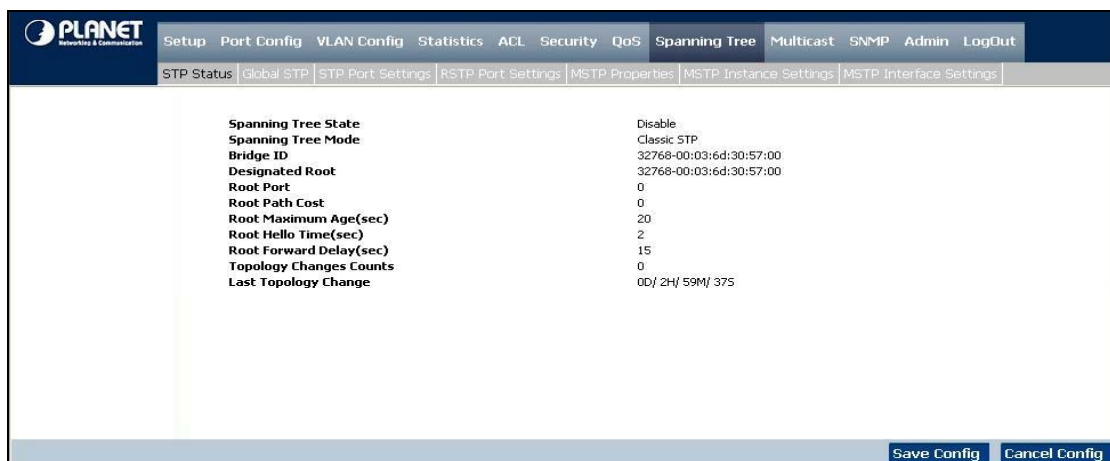 PLANET
Networking & Communication
Setup Port Config VLAN Config Statistics ACL Security QoS Spanning Tree Multicast SNMP Admin LogOut
STP Status Global STP STP Port Settings RSTP Port Settings MSTP Properties MSTP Instance Settings MSTP Interface Settings
Spanning Tree State Disable
Spanning Tree Mode Classic STP
Bridge ID 32768-00:03:6d:30:57:00
Designated Root 32768-00:03:6d:30:57:00
Root Port 0
Root Path Cost 0
Root Maximum Age(sec) 20
Root Hello Time(sec) 2
Root Forward Delay(sec) 15
Topology Changes Counts 0
Last Topology Change 0D/ 2H/ 59M/ 37S
Save Config Cancel Config